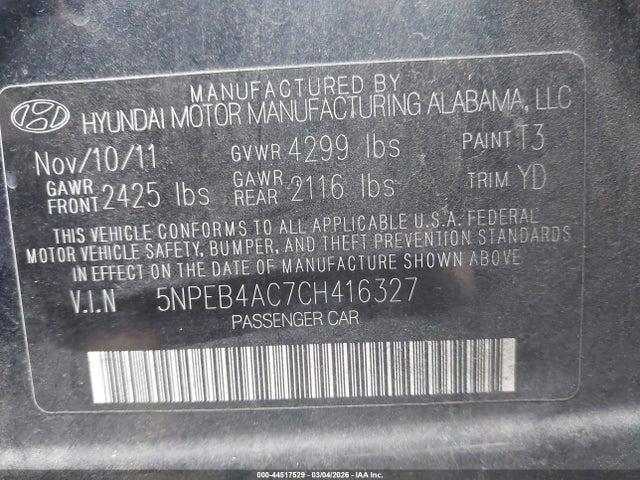 MANUFACTURED BY
HYUNDAI MOTOR MANUFACTURING ALABAMA, LLC
Nov/10/11 GVWR 4299 lbs PAINT T3
GAWR FRONT 2425 lbs GAWR REAR 2116 lbs TRIM YD
THIS VEHICLE CONFORMS TO ALL APPLICABLE U.S.A. FEDERAL
MOTOR VEHICLE SAFETY, BUMPER, AND THEFT PREVENTION STANDARDS
IN EFFECT ON THE DATE OF MANUFACTURE SHOWN ABOVE
V.I.N 5NPEB4AC7CH416327
PASSENGER CAR
000-44517529 - 03/04/2026 - IAA Inc.